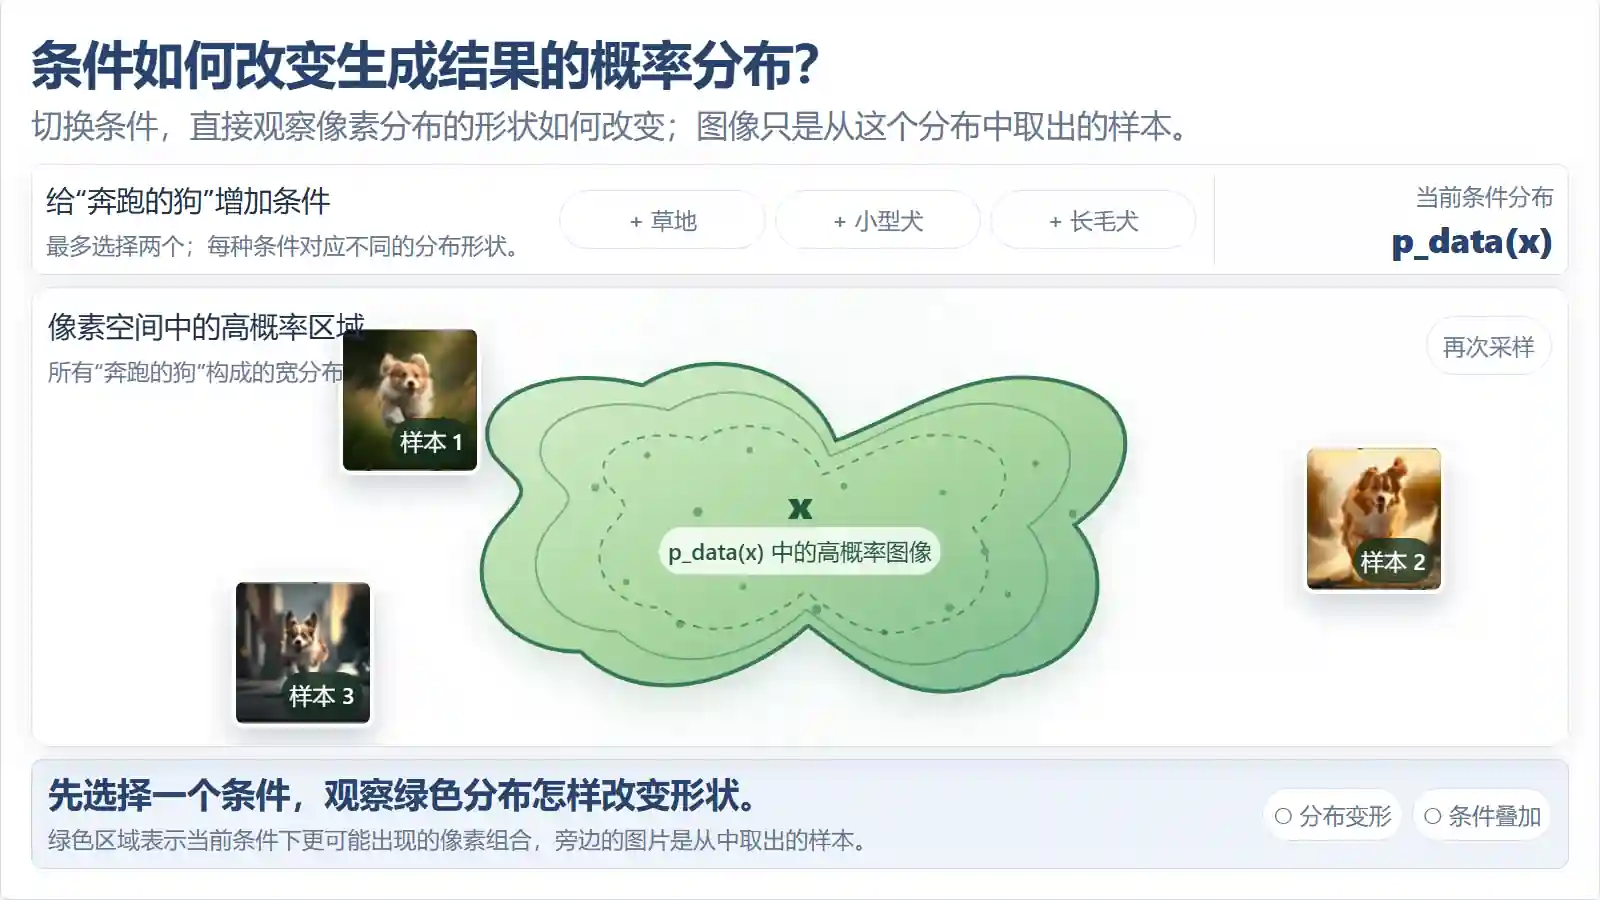 条件如何改变生成结果的概率分布？
切换条件，直接观察像素分布的形状如何改变；图像只是从这个分布中取出的样本。
给“奔跑的狗”增加条件
最多选择两个；每种条件对应不同的分布形状。
+ 草地
+ 小型犬
+ 长毛犬
当前条件分布
p_data(x)
像素空间中的高概率区域
所有“奔跑的狗”构成的宽分布
再次采样
样本 1
x
p_data(x) 中的高概率图像
样本 2
样本 3
先选择一个条件，观察绿色分布怎样改变形状。
绿色区域表示当前条件下更可能出现的像素组合，旁边的图片是从中取出的样本。
○ 分布变形
○ 条件叠加